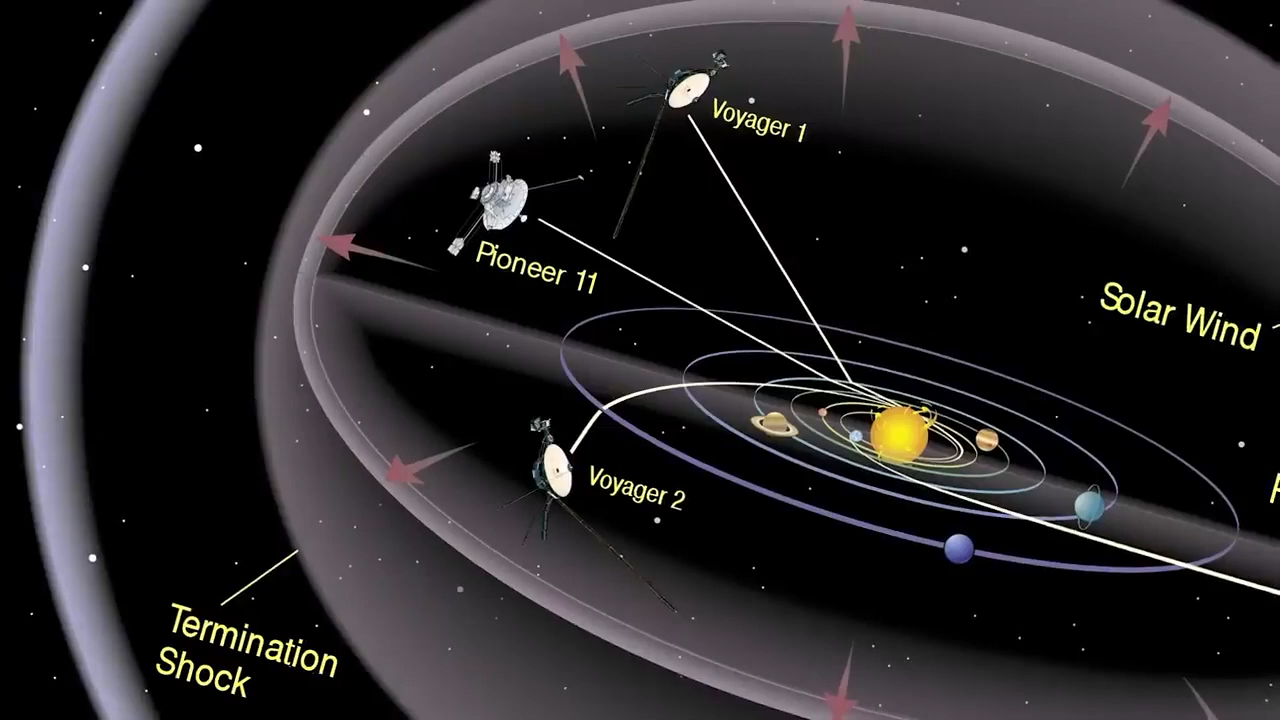 Voyager 1
Pioneer 11
Solar Wind
Voyager 2
Termination
Shock